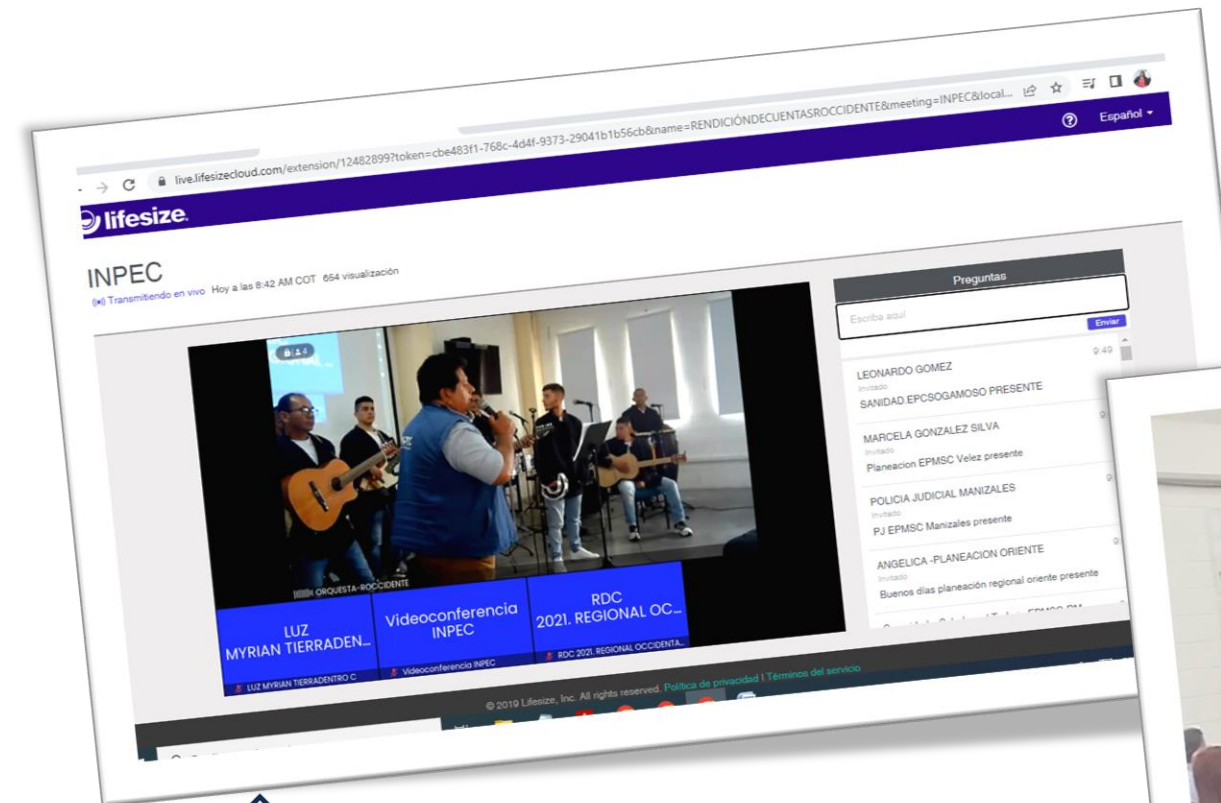 live.lifesizecloud.com/extension/12482899?token=cbe483f1-768c-4d4f-9373-29041b1b56cb&name=RENDICIÓNDECUENTASROCCIDENTE&meeting=INPEC&local...
lifesize
Español
INPEC
Transmitiendo en vivo Hoy a las 8:42 AM COT 654 visualización
4
ORQUESTA-ROCCIDENTE
LUZ
MYRIAN TIERRADEN...
LUZ MYRIAN TIERRADENTRO C
Videoconferencia
INPEC
Videoconferencia INPEC
RDC
2021. REGIONAL OC...
RDC 2021. REGIONAL OCCIDENTA...
Preguntas
Escriba aquí
Enviar
LEONARDO GOMEZ
9:49
Invitado
SANIDAD.EPCSOGAMOSO PRESENTE
MARCELA GONZALEZ SILVA
Invitado
Planeacion EPMSC Velez presente
POLICIA JUDICIAL MANIZALES
Invitado
PJ EPMSC Manizales presente
ANGELICA -PLANEACION ORIENTE
Invitado
Buenos días planeación regional oriente presente
© 2019 Lifesize, Inc. All rights reserved. Política de privacidad | Términos del servicio